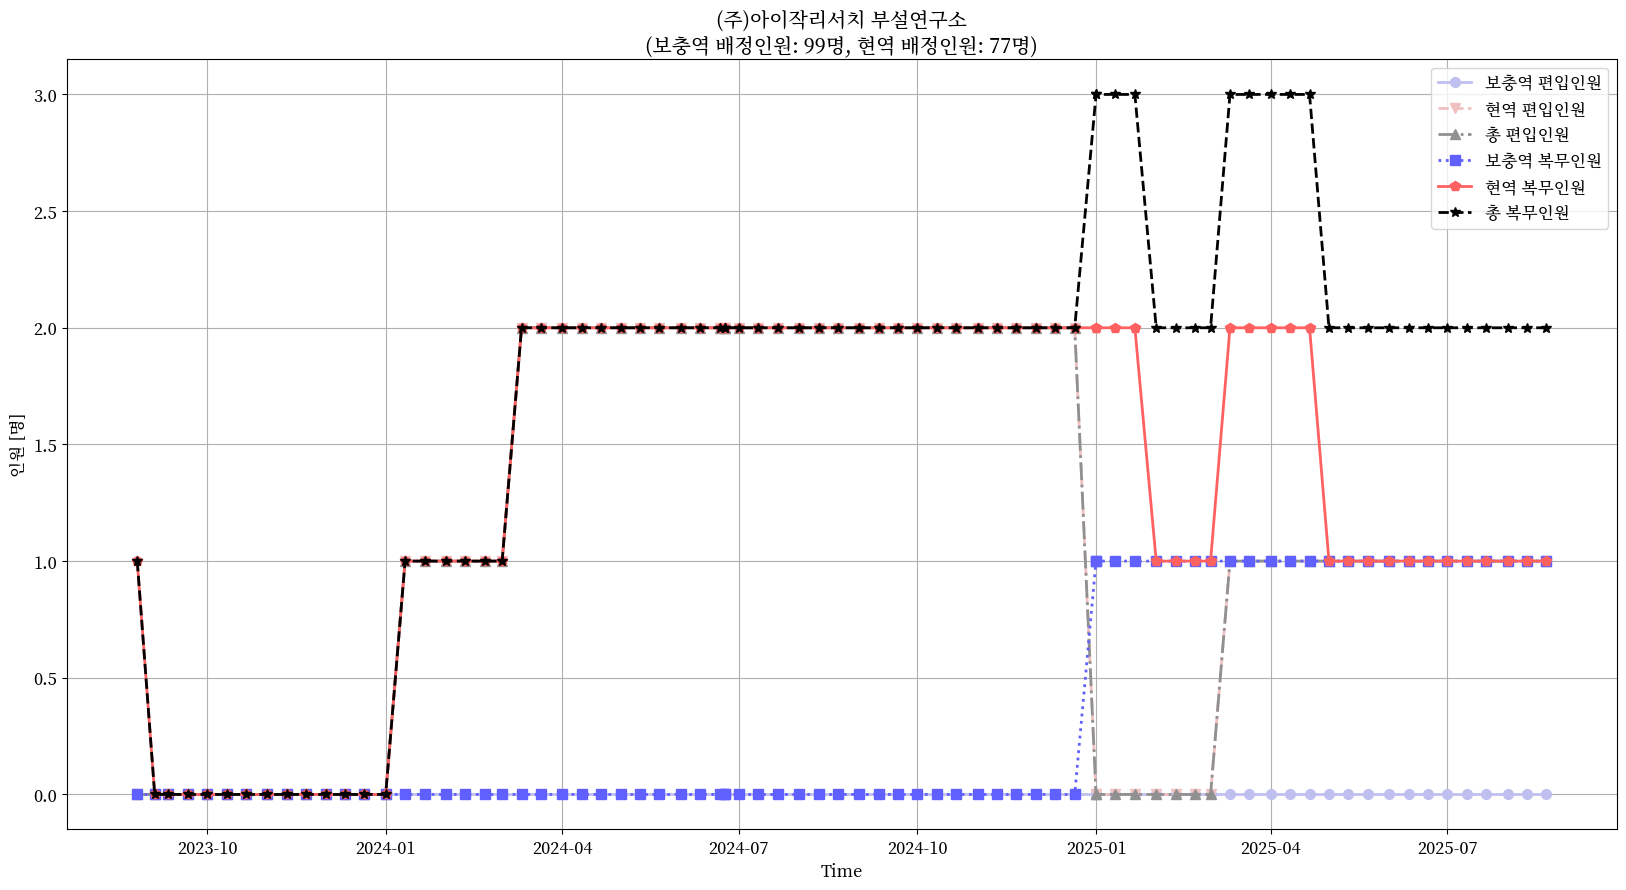 (주)아이작리서치 부설연구소
(보충역 배정인원: 99명, 현역 배정인원: 77명)
보충역 편입인원
현역 편입인원
총 편입인원
보충역 복무인원
현역 복무인원
총 복무인원
3.0
2.5
2.0
1.5
1.0
0.5
0.0
인원 [명]
2023-10
2024-01
2024-04
2024-07
2024-10
2025-01
2025-04
2025-07
Time